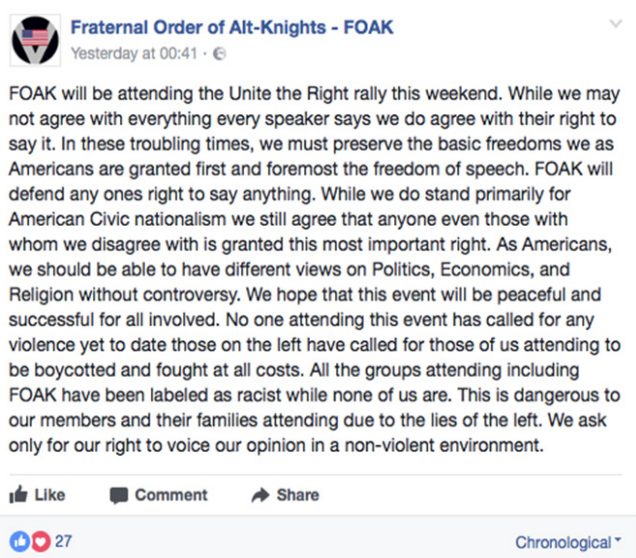 Fraternal Order of Alt-Knights - FOAK
Yesterday at 00:41 ·
FOAK will be attending the Unite the Right rally this weekend. While we may
not agree with everything every speaker says we do agree with their right to
say it. In these troubling times, we must preserve the basic freedoms we as
Americans are granted first and foremost the freedom of speech. FOAK will
defend any ones right to say anything. While we do stand primarily for
American Civic nationalism we still agree that anyone even those with
whom we disagree with is granted this most important right. As Americans,
we should be able to have different views on Politics, Economics, and
Religion without controversy. We hope that this event will be peaceful and
successful for all involved. No one attending this event has called for any
violence yet to date those on the left have called for those of us attending to
be boycotted and fought at all costs. All the groups attending including
FOAK have been labeled as racist while none of us are. This is dangerous to
our members and their families attending due to the lies of the left. We ask
only for our right to voice our opinion in a non-violent environment.
Like Comment Share
27 Chronological